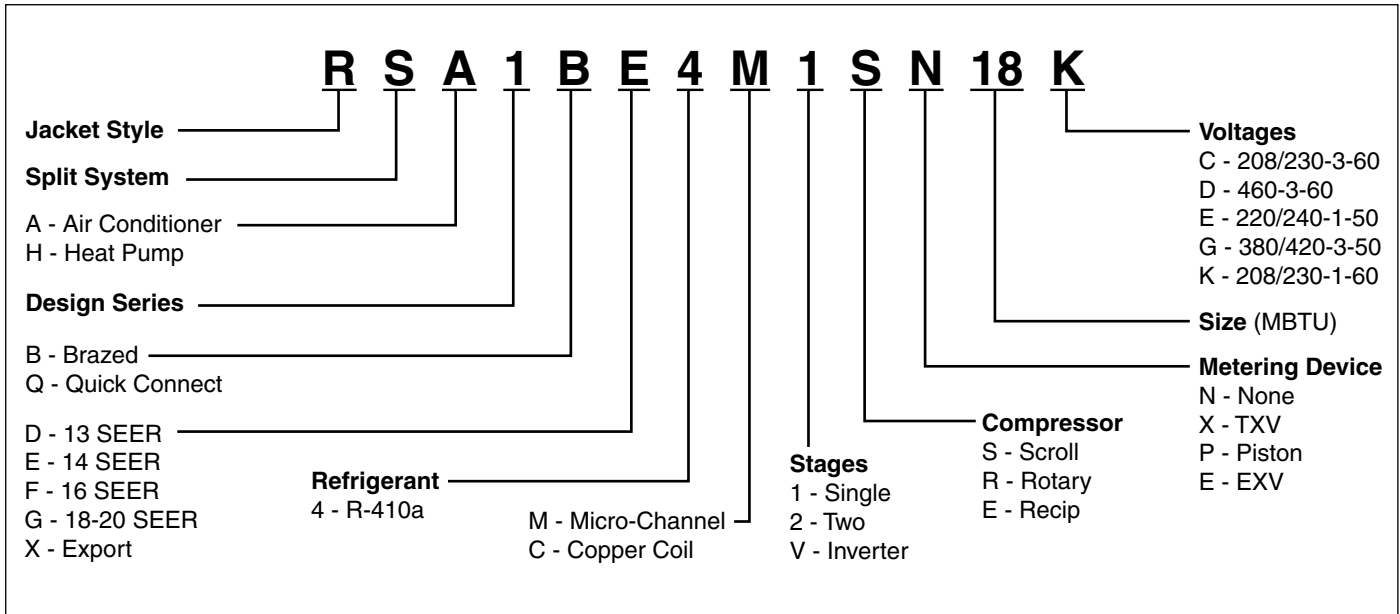 R S A 1 B E 4 M 1 S N 18 K
Jacket Style
Split System
A - Air Conditioner
H - Heat Pump
Design Series
B - Brazed
Q - Quick Connect
D - 13 SEER
E - 14 SEER
F - 16 SEER
G - 18-20 SEER
X - Export
Refrigerant
4 - R-410a
M - Micro-Channel
C - Copper Coil
Stages
1 - Single
2 - Two
V - Inverter
Compressor
S - Scroll
R - Rotary
E - Recip
Voltages
C - 208/230-3-60
D - 460-3-60
E - 220/240-1-50
G - 380/420-3-50
K - 208/230-1-60
Size (MBTU)
Metering Device
N - None
X - TXV
P - Piston
E - EXV